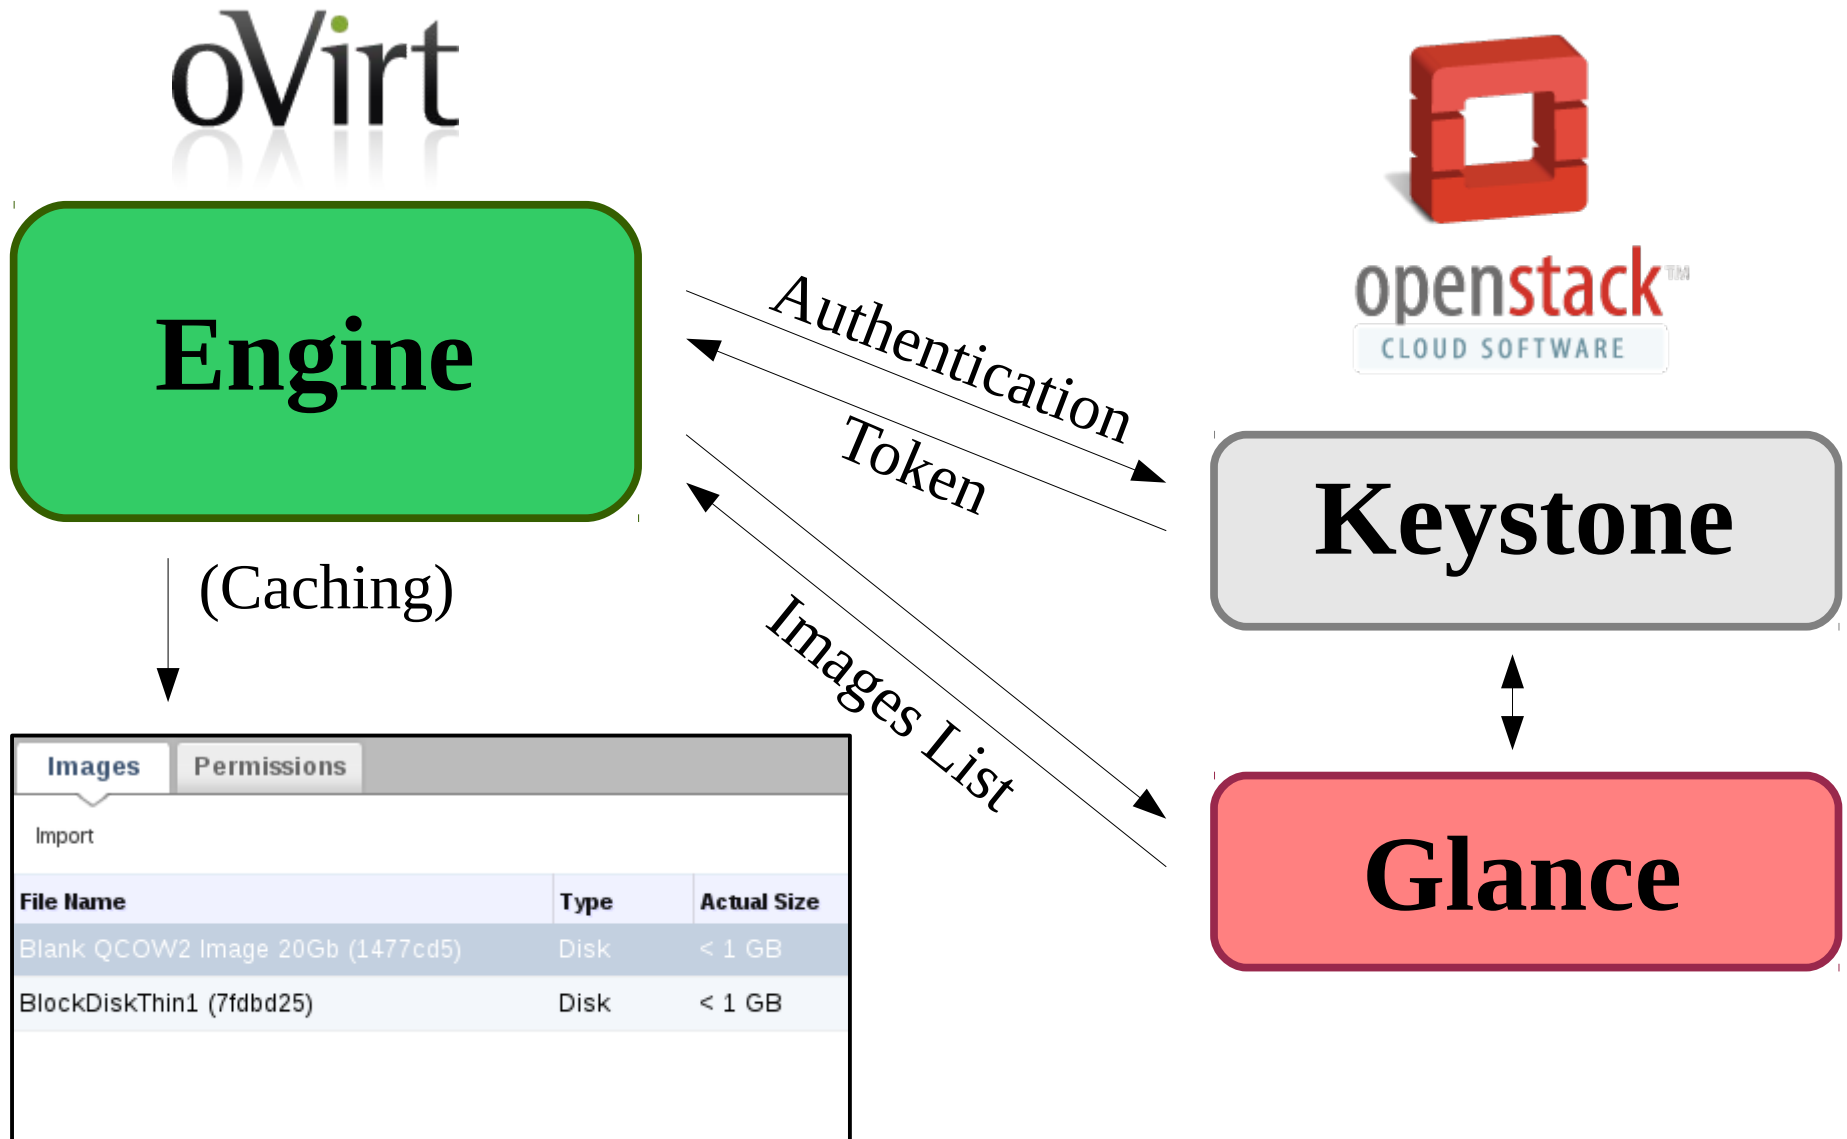 oVirt
openstack™
CLOUD SOFTWARE
Engine
Authentication
Token
Keystone
(Caching)
Images List
Glance
Images Permissions
Import
File Name Type Actual Size
Blank QCOW2 Image 20Gb (1477cd5) Disk < 1 GB
BlockDiskThin1 (7fdbd25) Disk < 1 GB